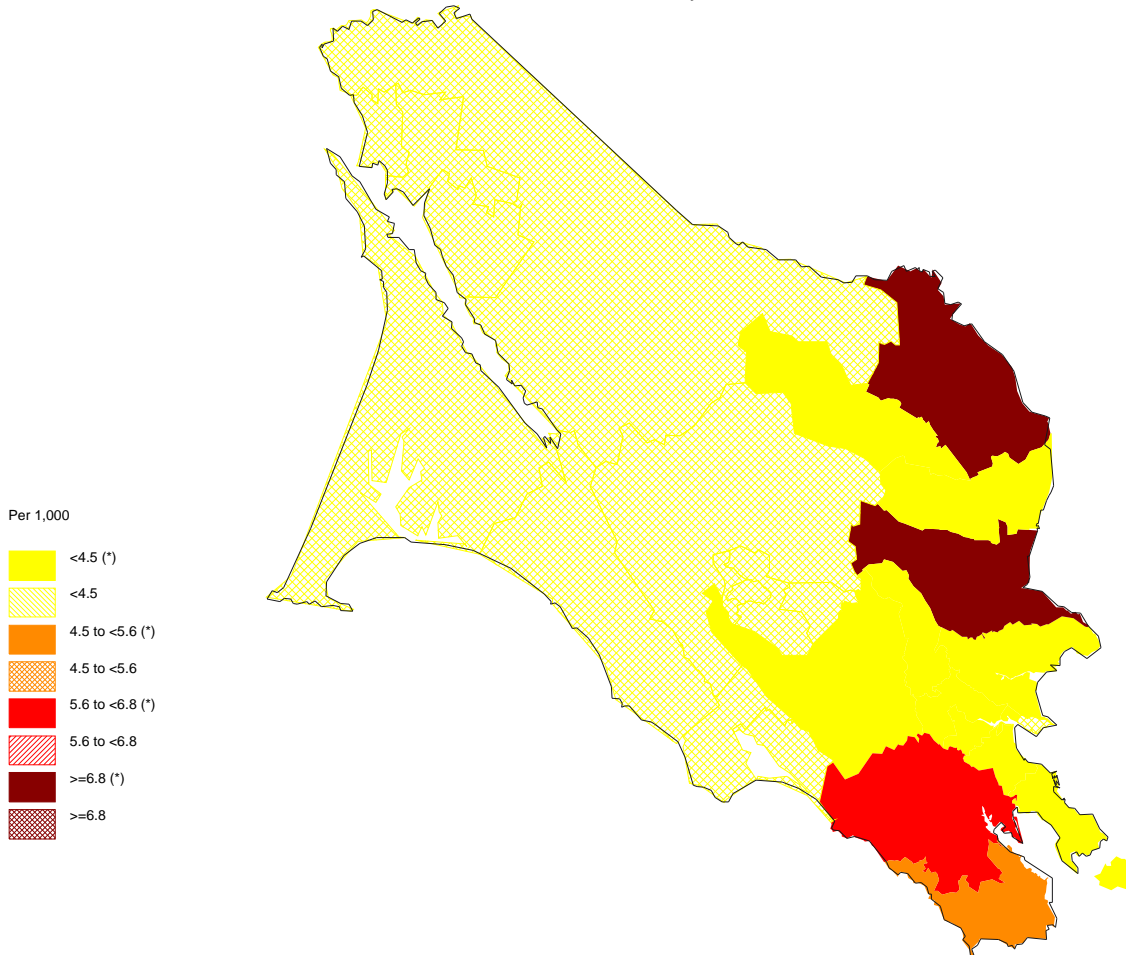 Per 1,000
<4.5 (*)
<4.5
4.5 to <5.6 (*)
4.5 to <5.6
5.6 to <6.8 (*)
5.6 to <6.8
>=6.8 (*)
>=6.8